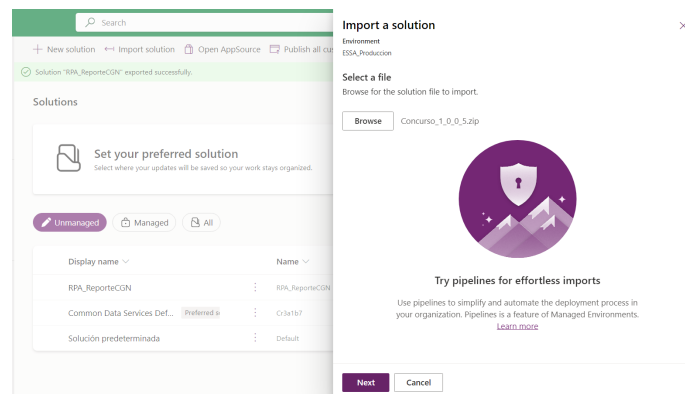 Search
New solution
Import solution
Open AppSource
Publish all cus
Solution "RPA_ReporteCGN" exported successfully.
Solutions
Set your preferred solution
Select where your updates will be saved so your work stays organized.
Unmanaged
Managed
All
Display name
Name
RPA_ReporteCGN
RPA_ReporteCGN
Common Data Services Def...
Preferred o
Cr3a1b7
Solución predeterminada
Default
Import a solution
Environment
ESSA_Produccion
Select a file
Browse for the solution file to import.
Browse
Concurso_1_0_0_5.zip
Try pipelines for effortless imports
Use pipelines to simplify and automate the deployment process in
your organization. Pipelines is a feature of Managed Environments.
Learn more
Next
Cancel